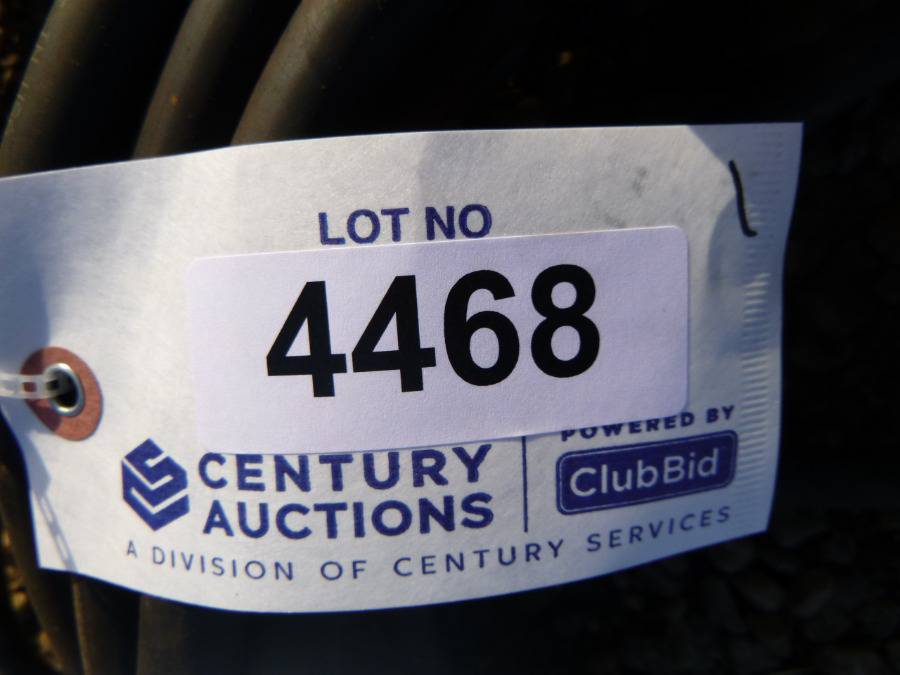 LOT NO
4468
CENTURY
AUCTIONS
POWERED BY
ClubBid
A DIVISION OF CENTURY SERVICES